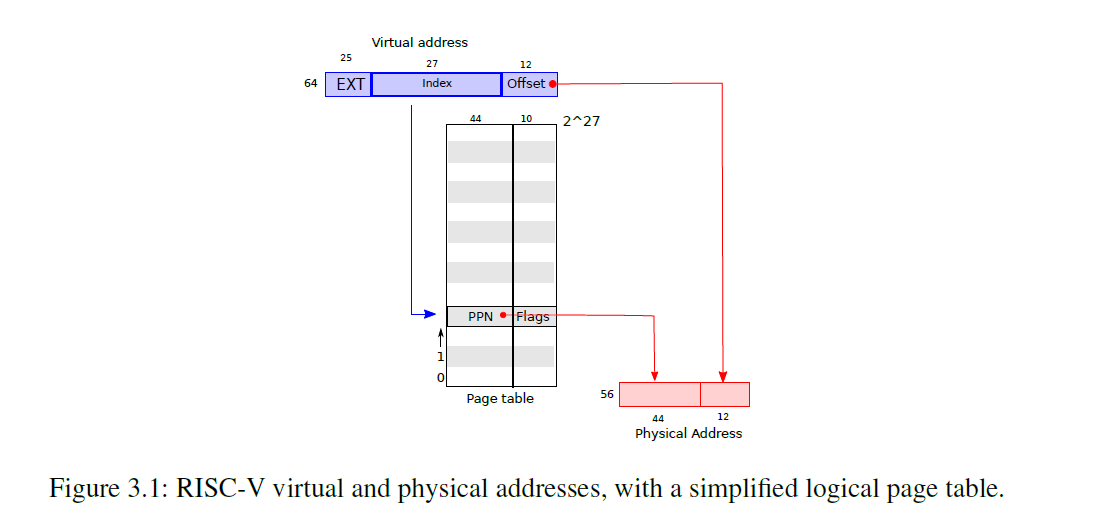 Virtual address
25
27
12
64
EXT
Index
Offset
44
10
2^27
PPN
Flags
1
0
Page table
56
44
12
Physical Address
Figure 3.1: RISC-V virtual and physical addresses, with a simplified logical page table.